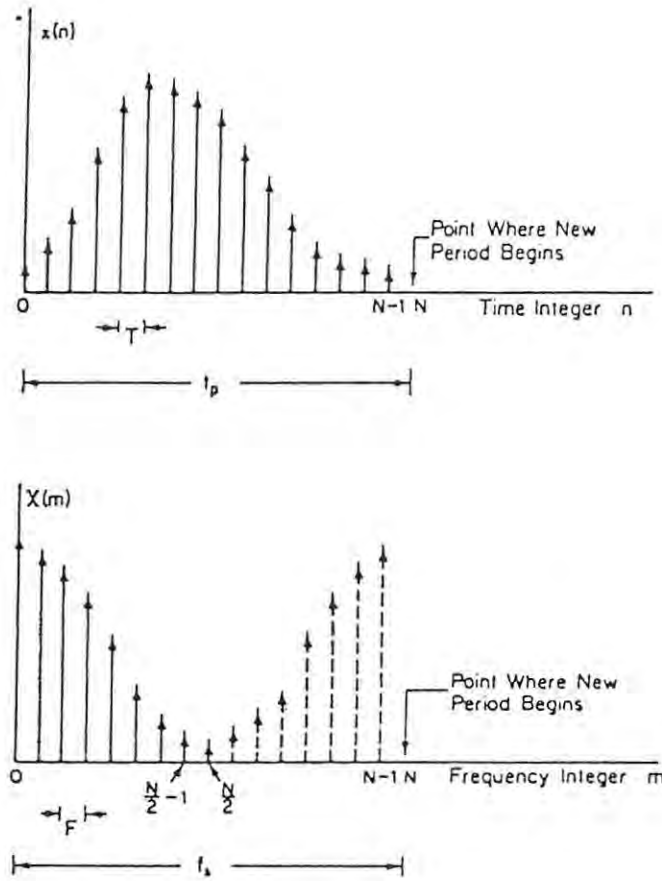 x(n)
Point Where New
Period Begins
0
N-1 N
Time Integer n
T
tp
X(m)
Point Where New
Period Begins
0
N/2 -1
N/2
N-1 N
Frequency Integer m
F
fs